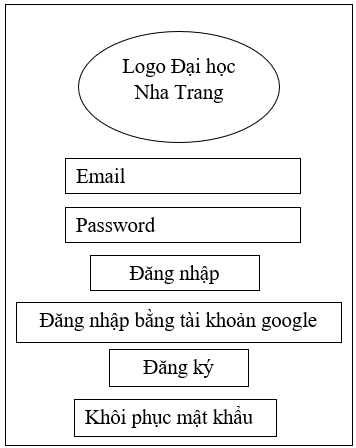 Logo Đại học
Nha Trang
Email
Password
Đăng nhập
Đăng nhập bằng tài khoản google
Đăng ký
Khôi phục mật khẩu